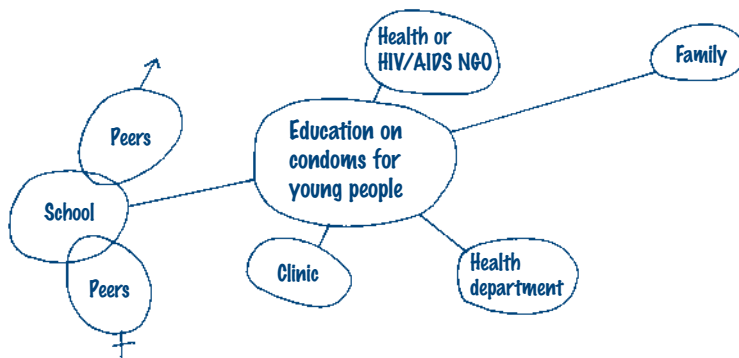 Health or
HIV/AIDS NGO
Family
Peers
Education on
condoms for
young people
School
Peers
Clinic
Health
department